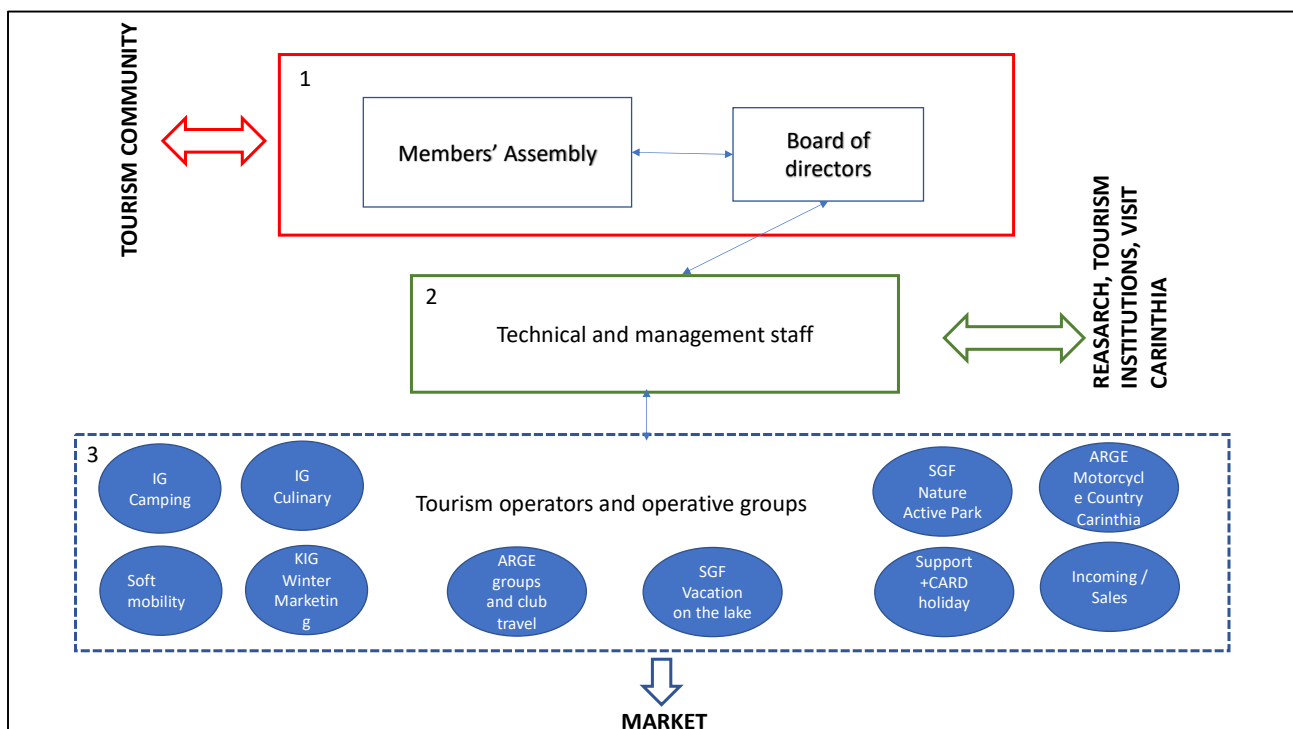 TOURISM COMMUNITY
1
Members’ Assembly
Board of
directors
REASARCH, TOURISM
INSTITUTIONS, VISIT
CARINTHIA
2
Technical and management staff
3
IG
Camping
IG
Culinary
Tourism operators and operative groups
SGF
Nature
Active Park
ARGE
Motorcycl
e Country
Carinthia
Soft
mobility
KIG
Winter
Marketin
g
ARGE
groups
and club
travel
SGF
Vacation
on the lake
Support
+CARD
holiday
Incoming /
Sales
MARKET